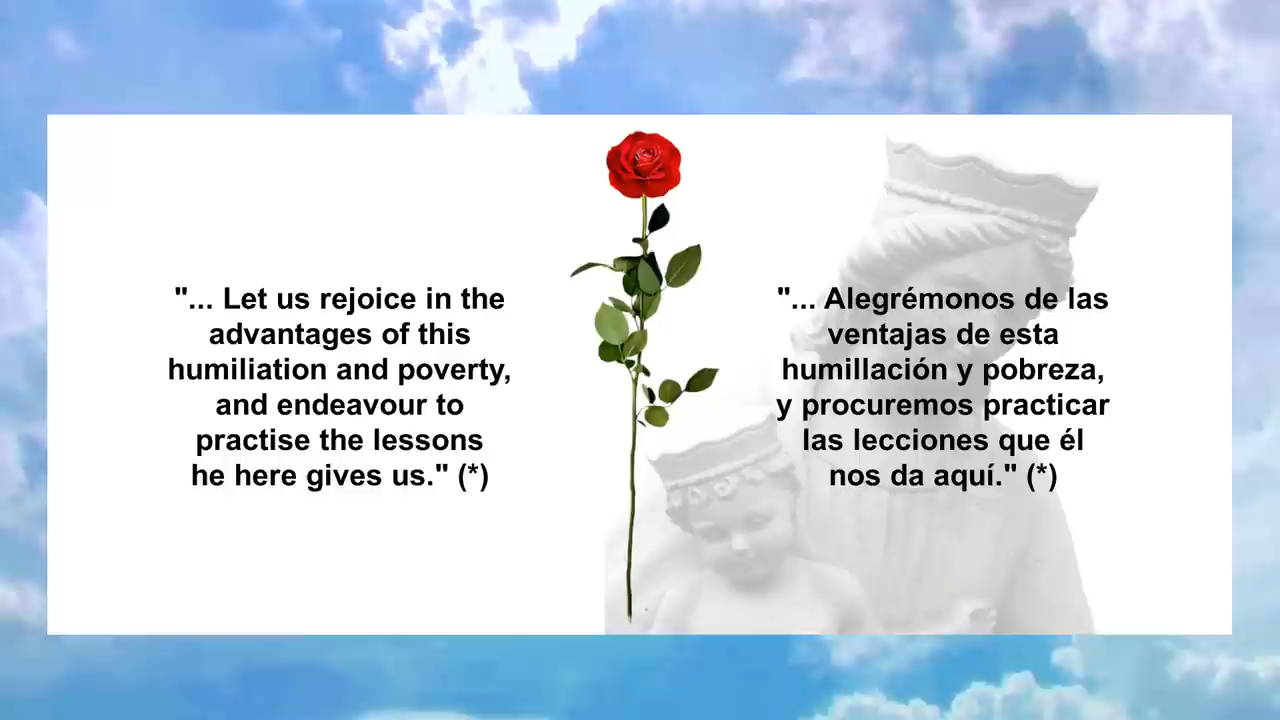 "... Let us rejoice in the
advantages of this
humiliation and poverty,
and endeavour to
practise the lessons
he here gives us." (*)
"... Alegrémonos de las
ventajas de esta
humillación y pobreza,
y procuremos practicar
las lecciones que él
nos da aquí." (*)